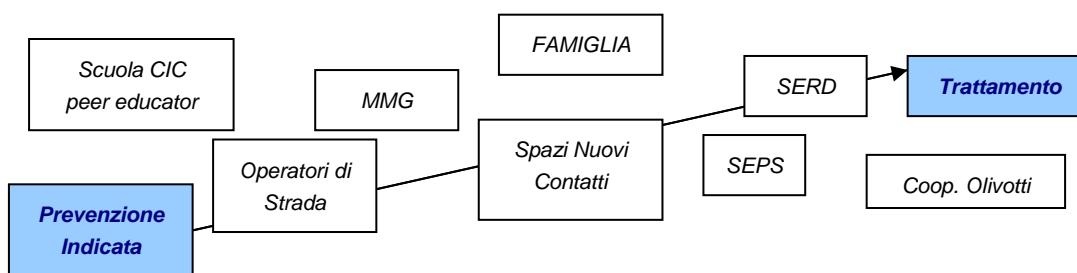 FAMIGLIA
Scuola CIC
peer educator
MMG
SERD
Trattamento
Operatori di
Strada
Spazi Nuovi
Contatti
SEPS
Coop. Olivotti
Prevenzione
Indicata